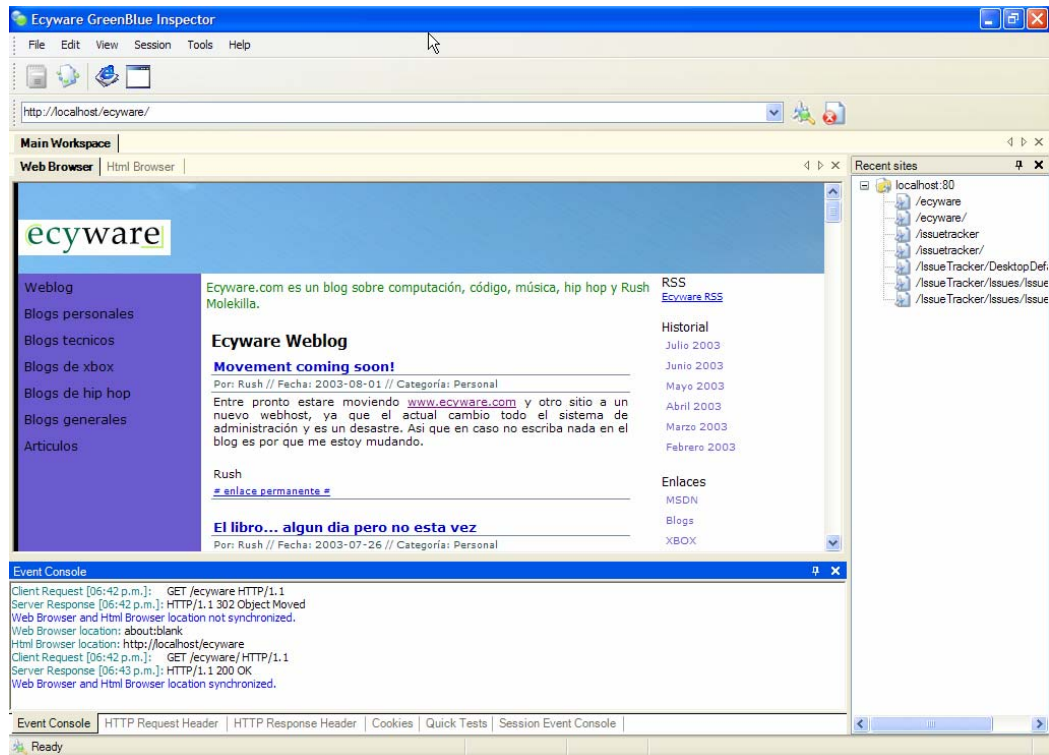 Ecyware GreenBlue Inspector
File Edit View Session Tools Help
http://localhost/ecyware/
Main Workspace
Web Browser Html Browser
ecyware
Weblog
Blogs personales
Blogs tecnicos
Blogs de xbox
Blogs de hip hop
Blogs generales
Articulos
Ecyware.com es un blog sobre computación, código, música, hip hop y Rush
Molekilla.
Ecyware Weblog
Movement coming soon!
Por: Rush // Fecha: 2003-08-01 // Categoría: Personal
Entre pronto estare moviendo www.ecyware.com y otro sitio a un
nuevo webhost, ya que el actual cambio todo el sistema de
administración y es un desastre. Asi que en caso no escriba nada en el
blog es por que me estoy mudando.
Rush
# enlace permanente #
El libro... algun dia pero no esta vez
Por: Rush // Fecha: 2003-07-26 // Categoría: Personal
RSS
Ecyware RSS
Historial
Julio 2003
Junio 2003
Mayo 2003
Abril 2003
Marzo 2003
Febrero 2003
Enlaces
MSDN
Blogs
XBOX
Recent sites
localhost:80
/ecyware
/ecyware/
/issuetracker
/issuetracker/
/IssueTracker/DesktopDef
/IssueTracker/Issues/Issue
/IssueTracker/Issues/Issue
Event Console
Client Request [06:42 p.m.]: GET /ecyware HTTP/1.1
Server Response [06:42 p.m.]: HTTP/1.1 302 Object Moved
Web Browser and Html Browser location not synchronized.
Web Browser location: about:blank
Html Browser location: http://localhost/ecyware
Client Request [06:42 p.m.]: GET /ecyware/ HTTP/1.1
Server Response [06:43 p.m.]: HTTP/1.1 200 OK
Web Browser and Html Browser location synchronized.
Event Console HTTP Request Header HTTP Response Header Cookies Quick Tests Session Event Console
Ready